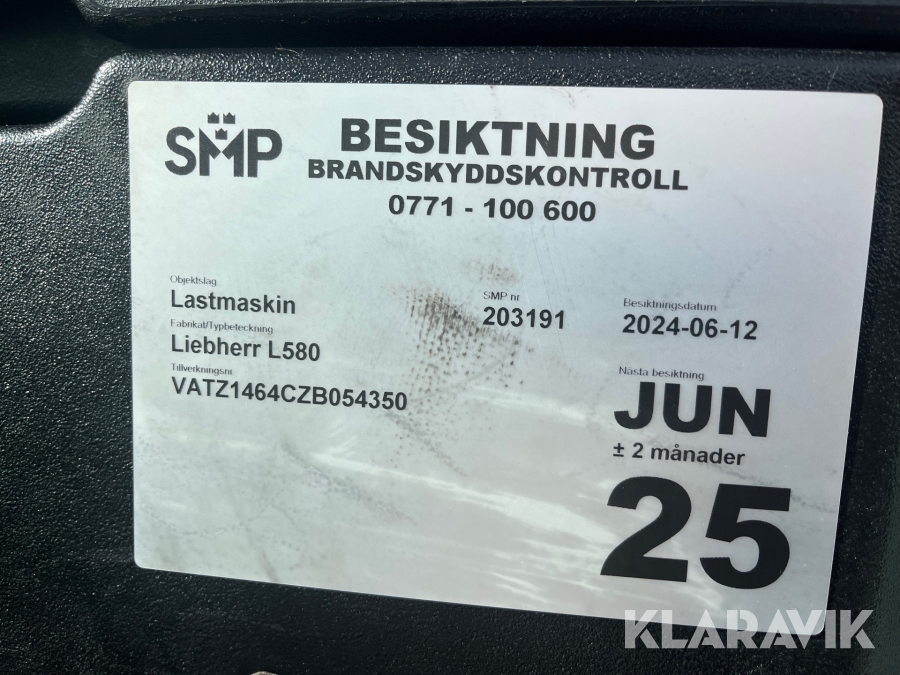 SMP
BESIKTNING
BRANDSKYDDSKONTROLL
0771 - 100 600
Objektslag
Lastmaskin
Fabrikat/Typbeteckning
Liebherr L580
Tillverkningsnr
VATZ1464CZB054350
SMP nr
203191
Besiktningsdatum
2024-06-12
Nästa besiktning
JUN
± 2 månader
25
KLARAVIK